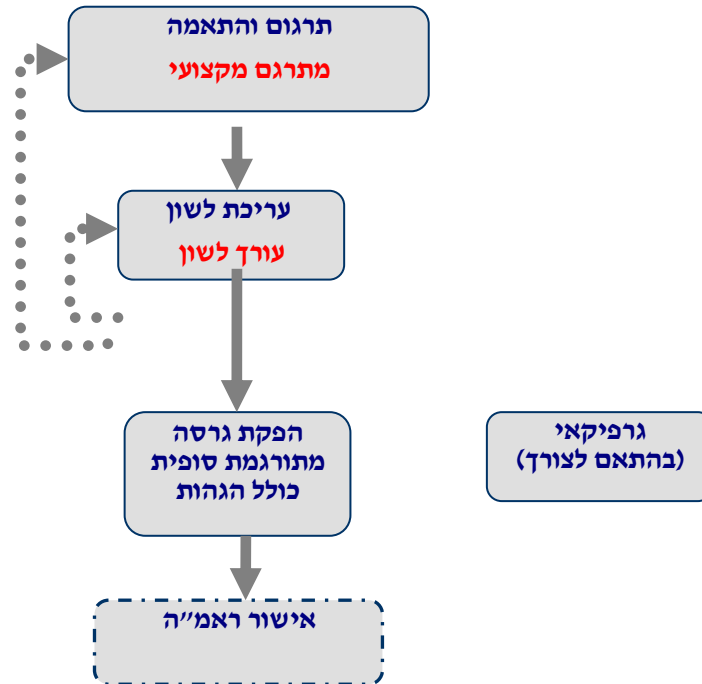 תרגום והתאמה
מתרגם מקצועי
עריכת לשון
עורך לשון
הפקת גרסה
מתורגמת סופית
כולל הגהות
גרפיקאי
(בהתאם לצורך)
אישור ראמ״ה